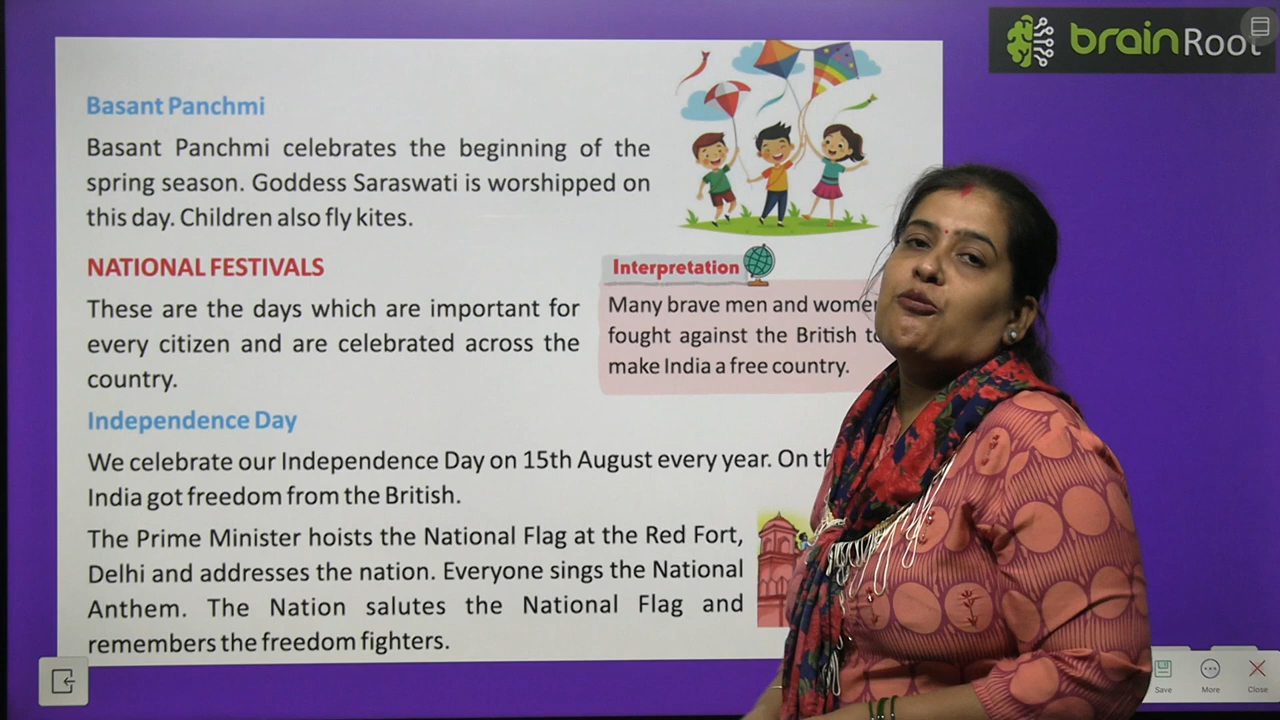 brainRoot
Basant Panchmi
Basant Panchmi celebrates the beginning of the
spring season. Goddess Saraswati is worshipped on
this day. Children also fly kites.
NATIONAL FESTIVALS
These are the days which are important for
every citizen and are celebrated across the
country.
Interpretation
Many brave men and women
fought against the British
make India a free country.
Independence Day
We celebrate our Independence Day on 15th August every year. On
India got freedom from the British.
The Prime Minister hoists the National Flag at the Red Fort,
Delhi and addresses the nation. Everyone sings the National
Anthem. The Nation salutes the National Flag and
remembers the freedom fighters.
Save
More
Close